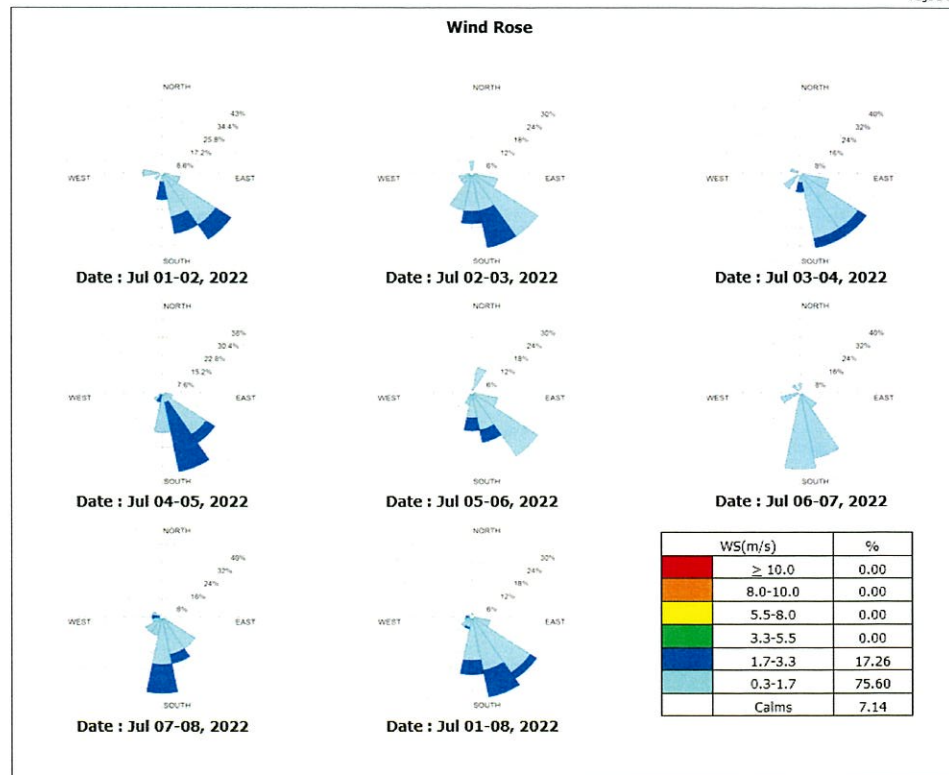 Wind Rose
NORTH
43%
34.4%
25.8%
17.2%
8.6%
WEST
EAST
SOUTH
Date : Jul 01-02, 2022
NORTH
30%
24%
18%
12%
6%
WEST
EAST
SOUTH
Date : Jul 02-03, 2022
NORTH
40%
32%
24%
16%
8%
WEST
EAST
SOUTH
Date : Jul 03-04, 2022
NORTH
38%
30.4%
22.8%
15.2%
7.6%
WEST
EAST
SOUTH
Date : Jul 04-05, 2022
NORTH
30%
24%
18%
12%
6%
WEST
EAST
SOUTH
Date : Jul 05-06, 2022
NORTH
40%
32%
24%
16%
8%
WEST
EAST
SOUTH
Date : Jul 06-07, 2022
NORTH
40%
32%
24%
16%
8%
WEST
EAST
SOUTH
Date : Jul 07-08, 2022
NORTH
30%
24%
18%
12%
6%
WEST
EAST
SOUTH
Date : Jul 01-08, 2022
WS(m/s) %
≥ 10.0 0.00
8.0-10.0 0.00
5.5-8.0 0.00
3.3-5.5 0.00
1.7-3.3 17.26
0.3-1.7 75.60
Calms 7.14